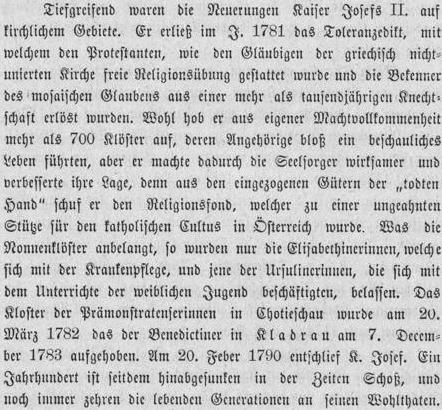 Tiefgreifend waren die Neuerungen Kaiser Josefs II. auf
kirchlichem Gebiete. Er erließ im J. 1781 das Toleranzedikt, mit
welchem den Protestanten, wie den Gläubigen der griechisch nicht-
unierten Kirche freie Religionsübung gestattet wurde und die Bekenner
des mosaischen Glaubens aus einer mehr als tausendjährigen Knecht-
schaft erlöst wurden. Wohl hob er aus eigener Machtvollkommenheit
mehr als 700 Klöster auf, deren Angehörige bloß ein beschauliches
Leben führten, aber er machte dadurch die Seelsorger wirksamer und
verbesserte ihre Lage, denn aus den eingezogenen Gütern der „todten
Hand“ schuf er den Religionsfond, welcher zu einer ungeahnten
Stütze für den katholischen Cultus in Österreich wurde. Was die
Nonnenklöster anbelangt, so wurden nur die Elisabethinerinnen, welche
sich mit der Krankenpflege, und jene der Ursulinerinnen, die sich mit
dem Unterrichte der weiblichen Jugend beschäftigten, belassen. Das
Kloster der Prämonstratenserinnen in Chotieschau wurde am 20.
März 1782 das der Benedictiner in Kladrau am 7. Decem-
ber 1783 aufgehoben. Am 20. Feber 1790 entschlief K. Josef. Ein
Jahrhundert ist seitdem hinabgesunken in der Zeiten Schoß, und
noch immer zehren die lebenden Generationen an seinen Wohlthaten.